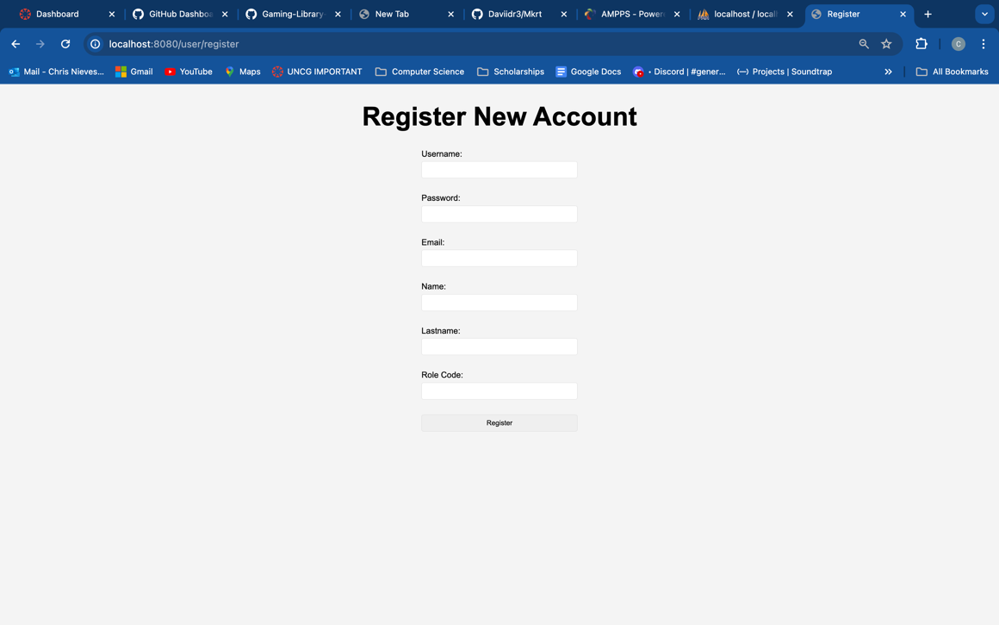 Dashboard
GitHub Dashboa
Gaming-Library
New Tab
Daviidr3/Mkrt
AMPPS - Power
localhost / local
Register
localhost:8080/user/register
C
Mail - Chris Nieves...
Gmail
YouTube
Maps
UNCG IMPORTANT
Computer Science
Scholarships
Google Docs
• Discord | #gener...
Projects | Soundtrap
All Bookmarks
Register New Account
Username:
Password:
Email:
Name:
Lastname:
Role Code:
Register